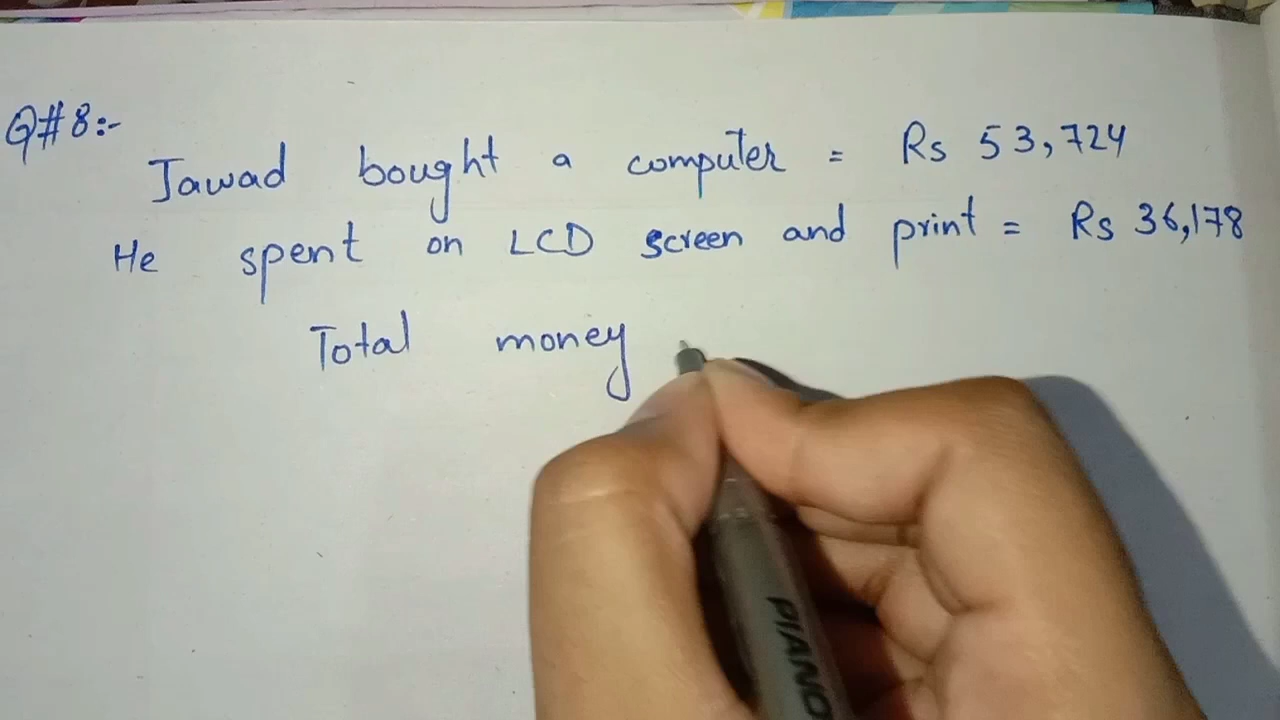 Q#8:-
Jawad bought a computer = Rs 53,724
He spent on LCD screen and print = Rs 36,178
Total money
PIANO